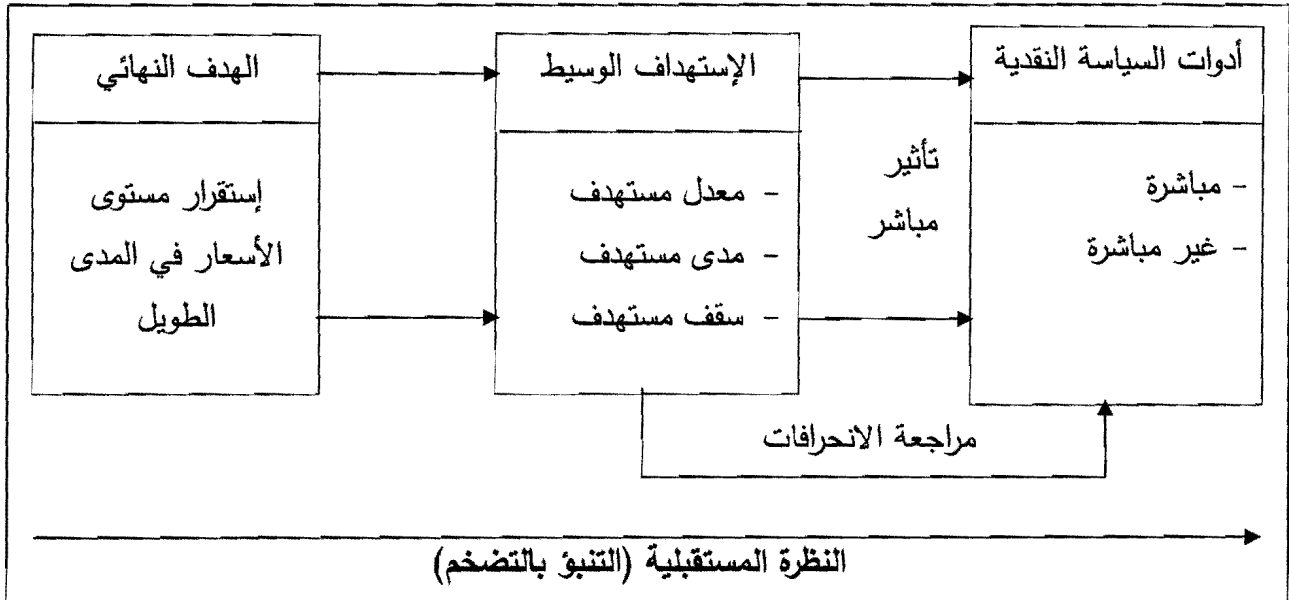 أدوات السياسة النقدية
- مباشرة
- غير مباشرة
تأثير
مباشر
الإستهداف الوسيط
- معدل مستهدف
- مدى مستهدف
- سقف مستهدف
الهدف النهائي
إستقرار مستوى
الأسعار في المدى
الطويل
مراجعة الانحرافات
النظرة المستقبلية (التنبؤ بالتضخم)